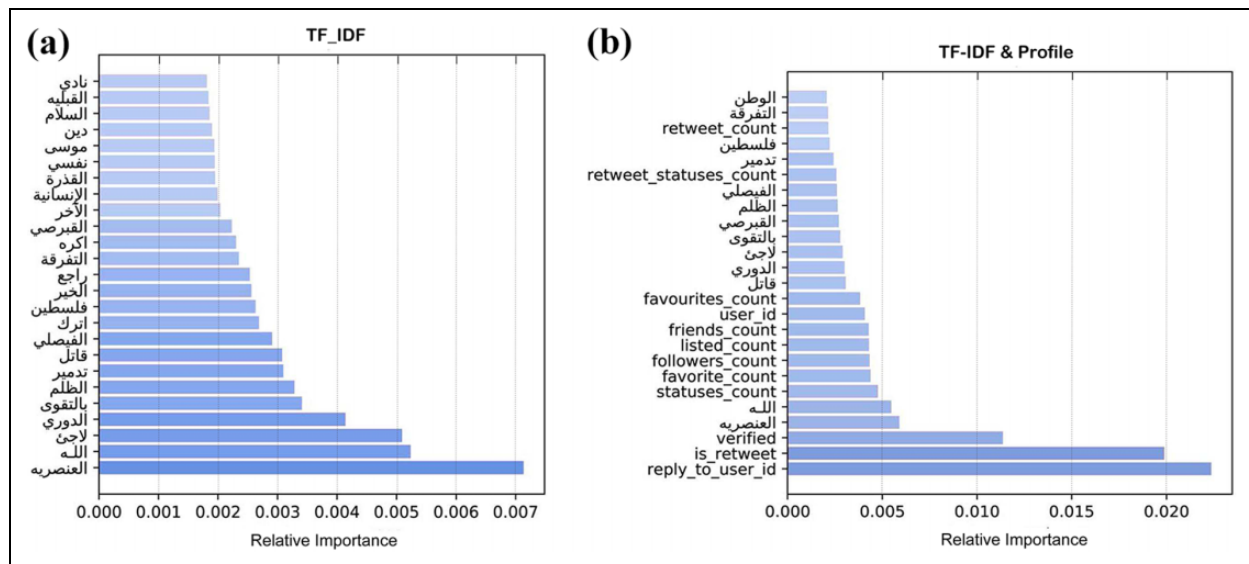 (a)
TF_IDF
نادي
القبليه
السلام
دين
موسى
نفسي
القذرة
الإنسانية
الآخر
القبرصي
اكره
التفرقة
راجع
الخير
فلسطين
اترك
الفيصلي
قاتل
تدمير
الظلم
بالتقوى
الدوري
لاجئ
الله
العنصريه
0.000 0.001 0.002 0.003 0.004 0.005 0.006 0.007
Relative Importance
(b)
TF-IDF & Profile
الوطن
التفرقة
retweet_count
فلسطين
تدمير
retweet_statuses_count
الفيصلي
الظلم
القبرصي
بالتقوى
لاجئ
الدوري
قاتل
favourites_count
user_id
friends_count
listed_count
followers_count
favorite_count
statuses_count
الله
العنصريه
verified
is_retweet
reply_to_user_id
0.000 0.005 0.010 0.015 0.020
Relative Importance